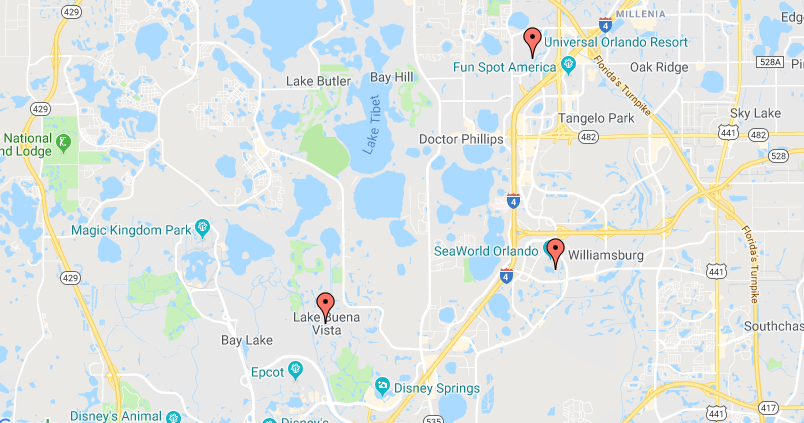 429
4
MILLENIA
Edg
Universal Orlando Resort
528A
Pin
Fun Spot America
Oak Ridge
Lake Butler
Bay Hill
Florida's Turnpike
429
Lake Tibet
Tangelo Park
Sky Lake
National
nd Lodge
Doctor Phillips
482
441
482
528
4
Magic Kingdom Park
SeaWorld Orlando
Williamsburg
Florida's Turnpike
429
4
441
Lake Buena
Vista
Bay Lake
Southchas
Epcot
Disney Springs
Disney's Animal
Disney's
535
441
417